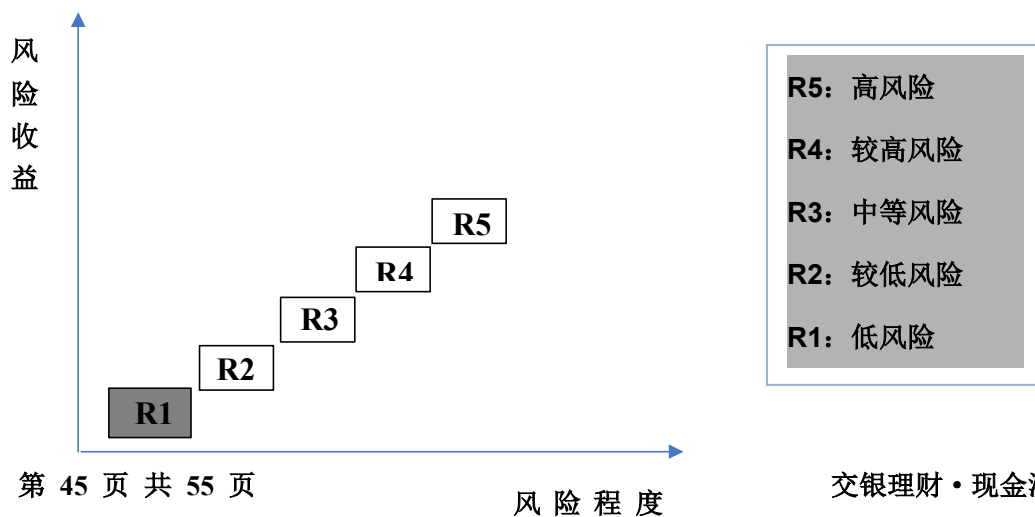 风
险
收
益
R5
R4
R3
R2
R1
R5：高风险
R4：较高风险
R3：中等风险
R2：较低风险
R1：低风险
第 45 页 共 55 页
风 险 程 度
交银理财·现金